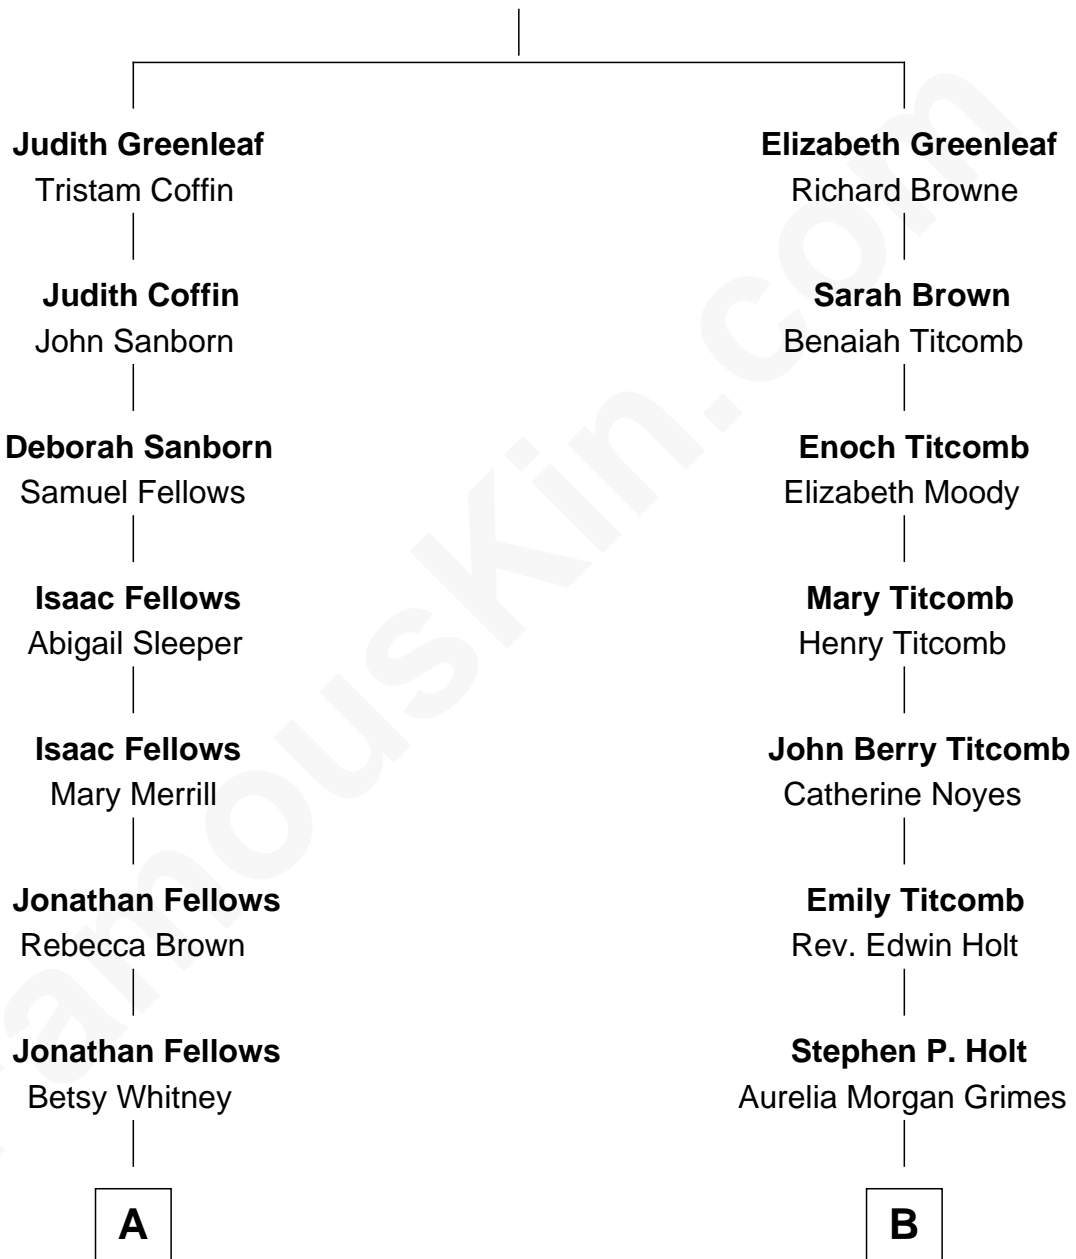 Judith Greenleaf
Tristam Coffin
Judith Coffin
John Sanborn
Deborah Sanborn
Samuel Fellows
Isaac Fellows
Abigail Sleeper
Isaac Fellows
Mary Merrill
Jonathan Fellows
Rebecca Brown
Jonathan Fellows
Betsy Whitney
A
Elizabeth Greenleaf
Richard Browne
Sarah Brown
Benaiah Titcomb
Enoch Titcomb
Elizabeth Moody
Mary Titcomb
Henry Titcomb
John Berry Titcomb
Catherine Noyes
Emily Titcomb
Rev. Edwin Holt
Stephen P. Holt
Aurelia Morgan Grimes
B
famouskin.com